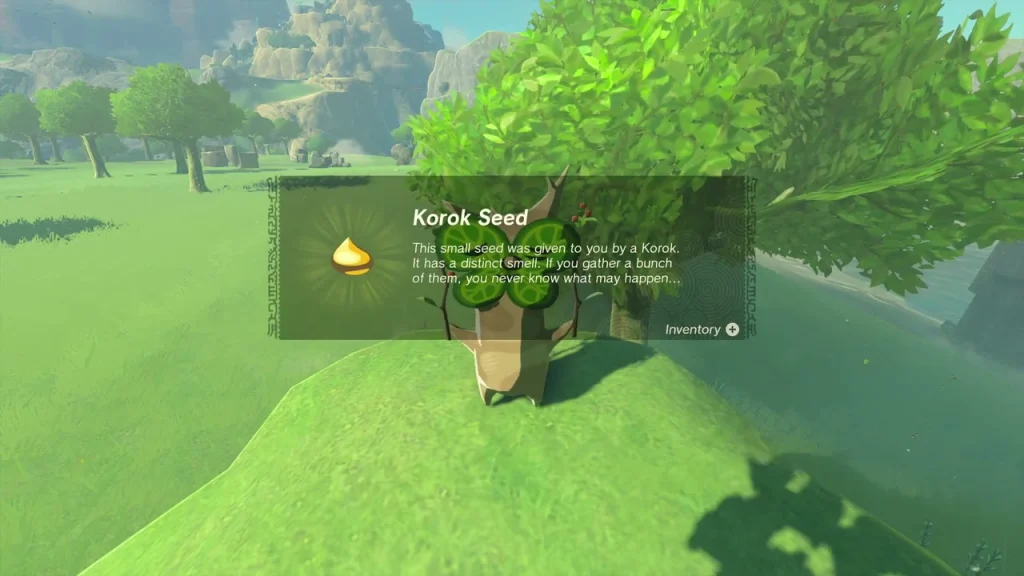 Korok Seed
This small seed was given to you by a Korok.
It has a distinct smell. If you gather a bunch
of them, you never know what may happen...
Inventory